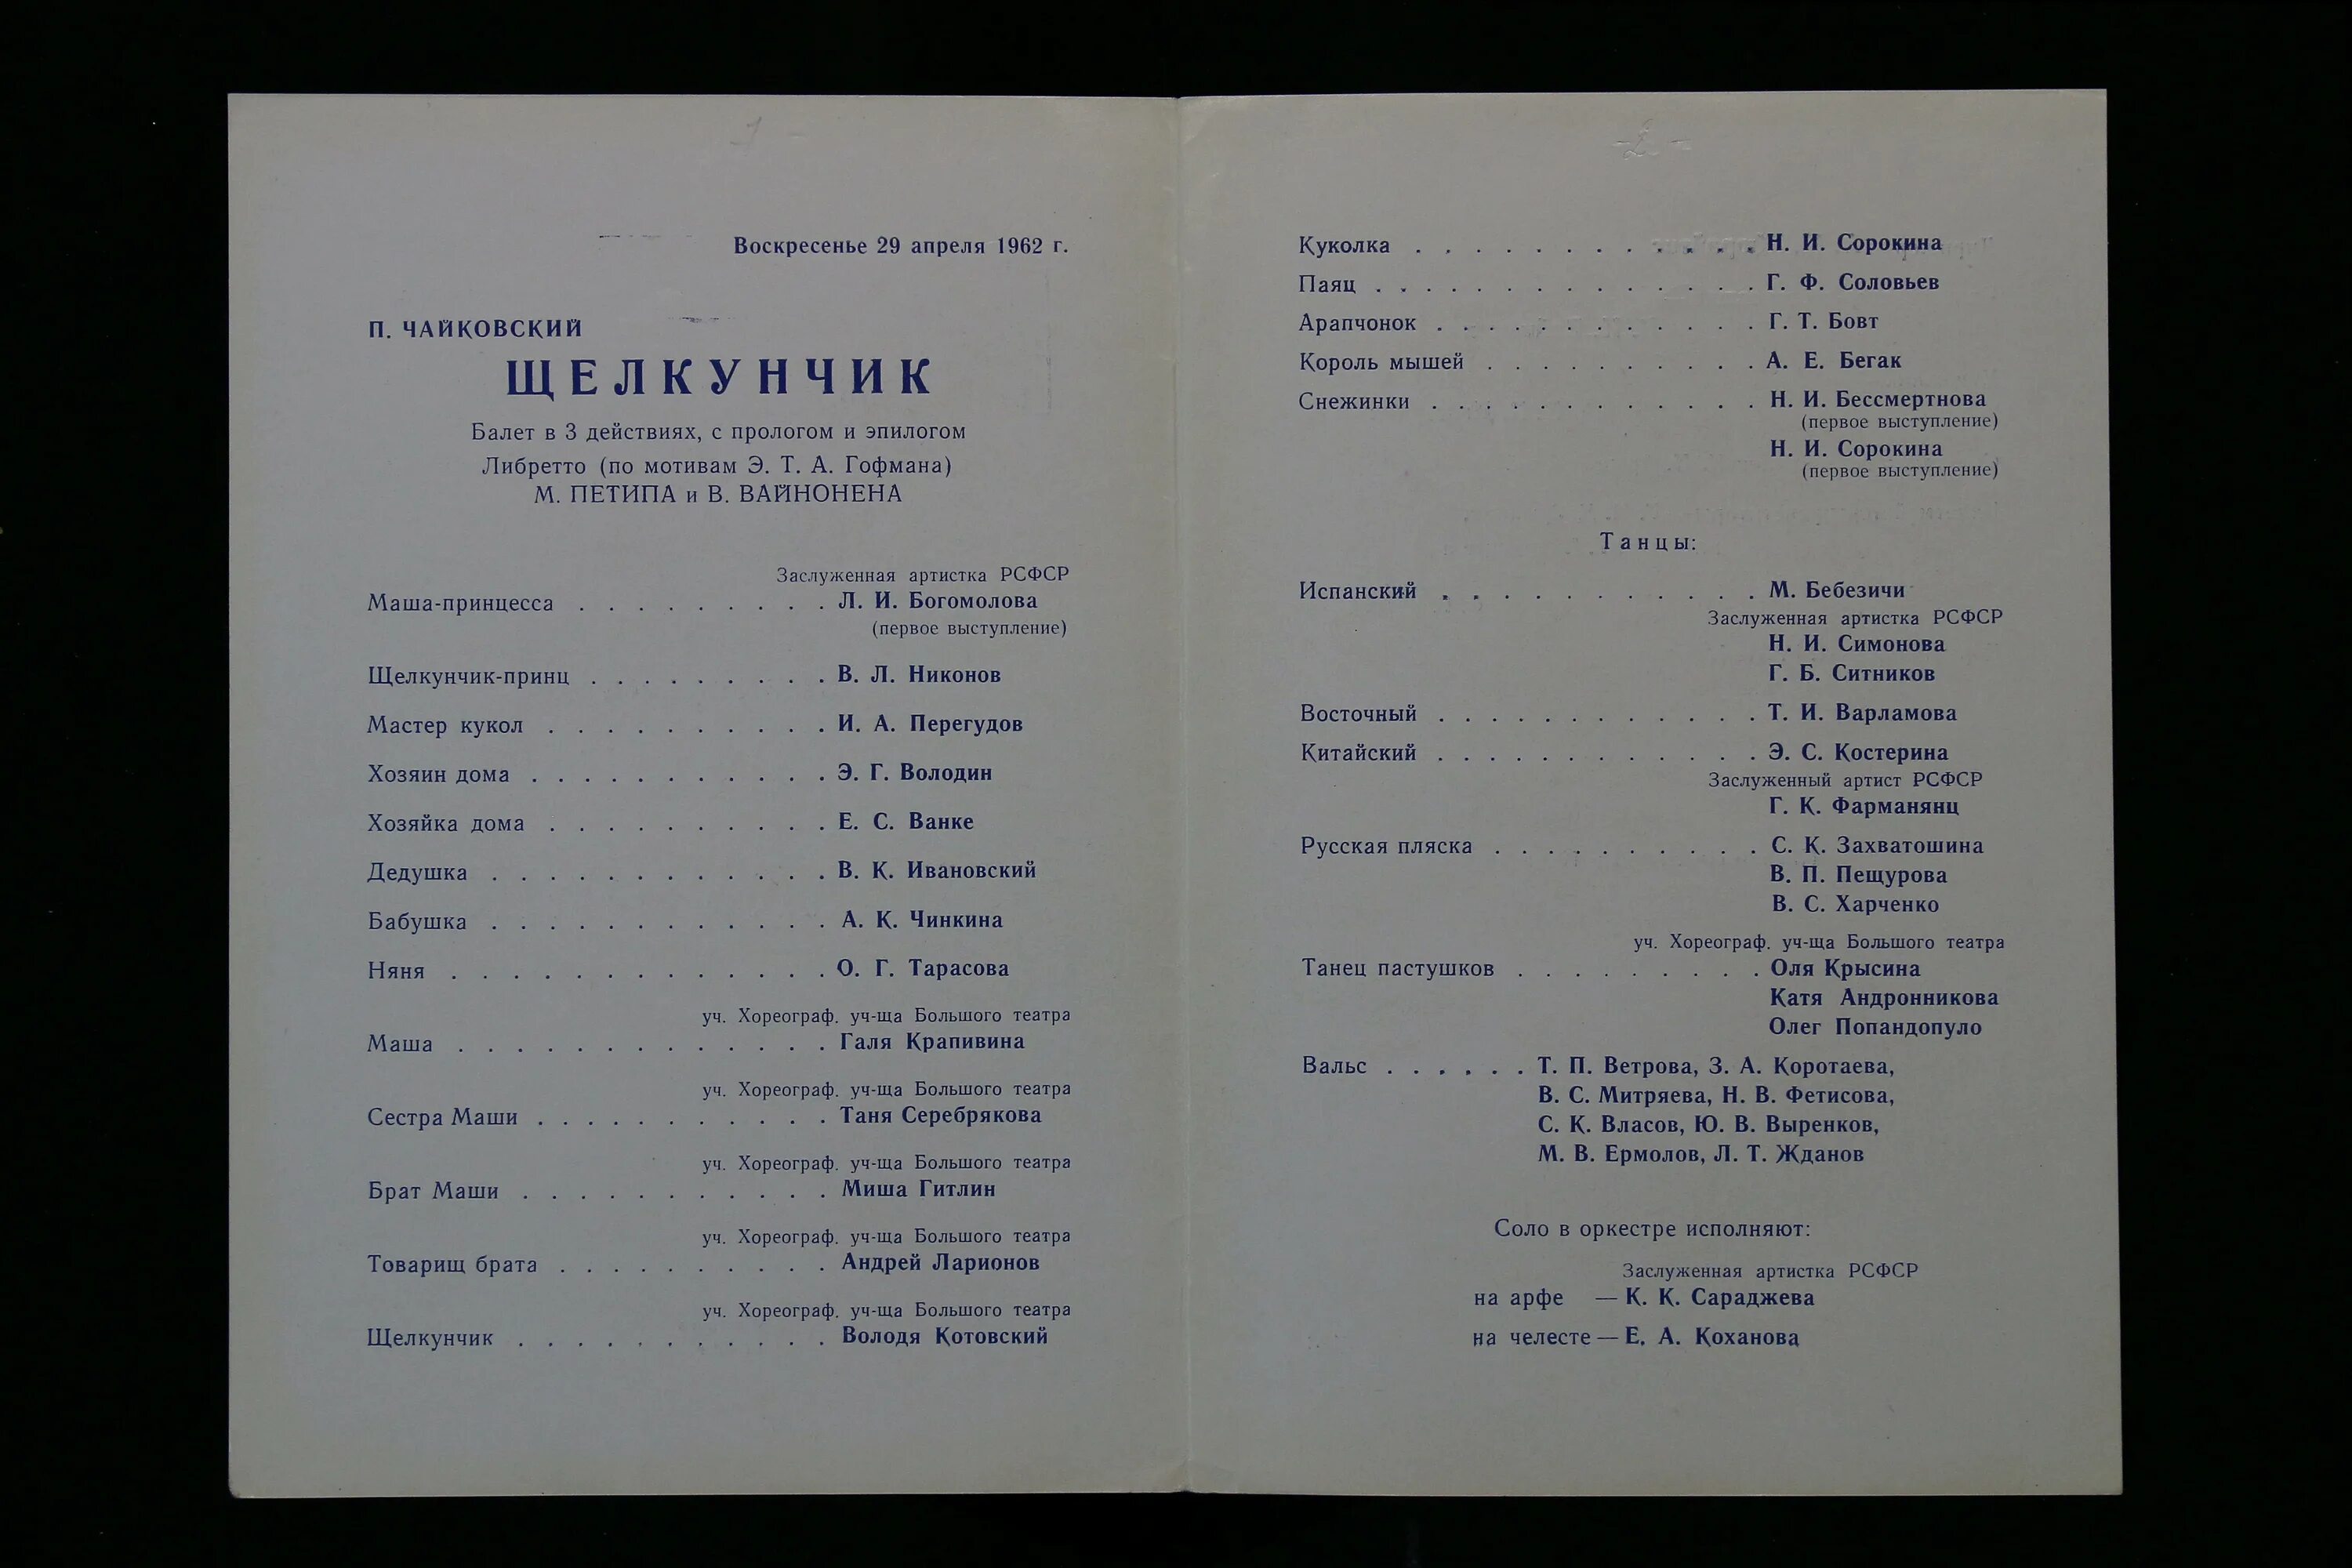 Воскресенье 29 апреля 1962 г.
П. ЧАЙКОВСКИЙ
ЩЕЛКУНЧИК
Балет в 3 действиях, с прологом и эпилогом
Либретто (по мотивам Э. Т. А. Гофмана)
М. ПЕТИПА и В. ВАЙНОНЕНА
Заслуженная артистка РСФСР
Маша-принцесса . . . . . . . . . Л. И. Богомолова
(первое выступление)
Щелкунчик-принц . . . . . . . . . В. Л. Никонов
Мастер кукол . . . . . . . . . . И. А. Перегудов
Хозяин дома . . . . . . . . . . . Э. Г. Володин
Хозяйка дома . . . . . . . . . . Е. С. Ванке
Дедушка . . . . . . . . . . . . В. К. Ивановский
Бабушка . . . . . . . . . . . . А. К. Чинкина
Няня . . . . . . . . . . . . . . О. Г. Тарасова
уч. Хореограф. уч-ща Большого театра
Маша . . . . . . . . . . . . . Галя Крапивина
уч. Хореограф. уч-ща Большого театра
Сестра Маши . . . . . . . . . . . Таня Серебрякова
уч. Хореограф. уч-ща Большого театра
Брат Маши . . . . . . . . . . . Миша Гитлин
уч. Хореограф. уч-ща Большого театра
Товарищ брата . . . . . . . . . . Андрей Ларионов
уч. Хореограф. уч-ща Большого театра
Щелкунчик . . . . . . . . . . . Володя Котовский
- 2 -
Куколка . . . . . . . . . . . . Н. И. Сорокина
Паяц . . . . . . . . . . . . . . Г. Ф. Соловьев
Арапчонок . . . . . . . . . . . . Г. Т. Бовт
Король мышей . . . . . . . . . . А. Е. Бегак
Снежинки . . . . . . . . . . . . Н. И. Бессмертнова
(первое выступление)
Н. И. Сорокина
(первое выступление)
Танцы:
Испанский . . . . . . . . . . . М. Бебезичи
Заслуженная артистка РСФСР
Н. И. Симонова
Г. Б. Ситников
Восточный . . . . . . . . . . . . Т. И. Варламова
Китайский . . . . . . . . . . . . Э. С. Костерина
Заслуженный артист РСФСР
Г. К. Фарманянц
Русская пляска . . . . . . . . . . С. К. Захватошина
В. П. Пещурова
В. С. Харченко
уч. Хореограф. уч-ща Большого театра
Танец пастушков . . . . . . . . . Оля Крысина
Катя Андронникова
Олег Попандопуло
Вальс . . . . . . Т. П. Ветрова, З. А. Коротаева,
В. С. Митряева, Н. В. Фетисова,
С. К. Власов, Ю. В. Выренков,
М. В. Ермолов, Л. Т. Жданов
Соло в оркестре исполняют:
Заслуженная артистка РСФСР
на арфе — К. К. Сараджева
на челесте — Е. А. Коханова